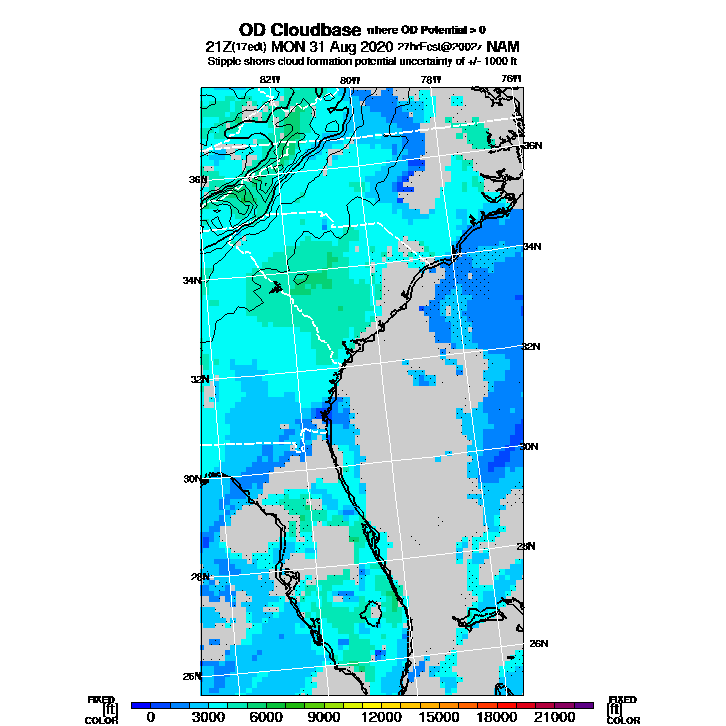 OD Cloudbase where OD Potential > 0
21Z(17edt) MON 31 Aug 2020 27hrFcst@2002z NAM
Stipple shows cloud formation potential uncertainty of +/- 1000 ft
82W 80W 78W 76W
36N
36N
34N
34N
32N
32N
30N
30N
28N
28N
26N
26N
FIXED FIXED
[ft] [ft]
COLOR COLOR
0 3000 6000 9000 12000 15000 18000 21000